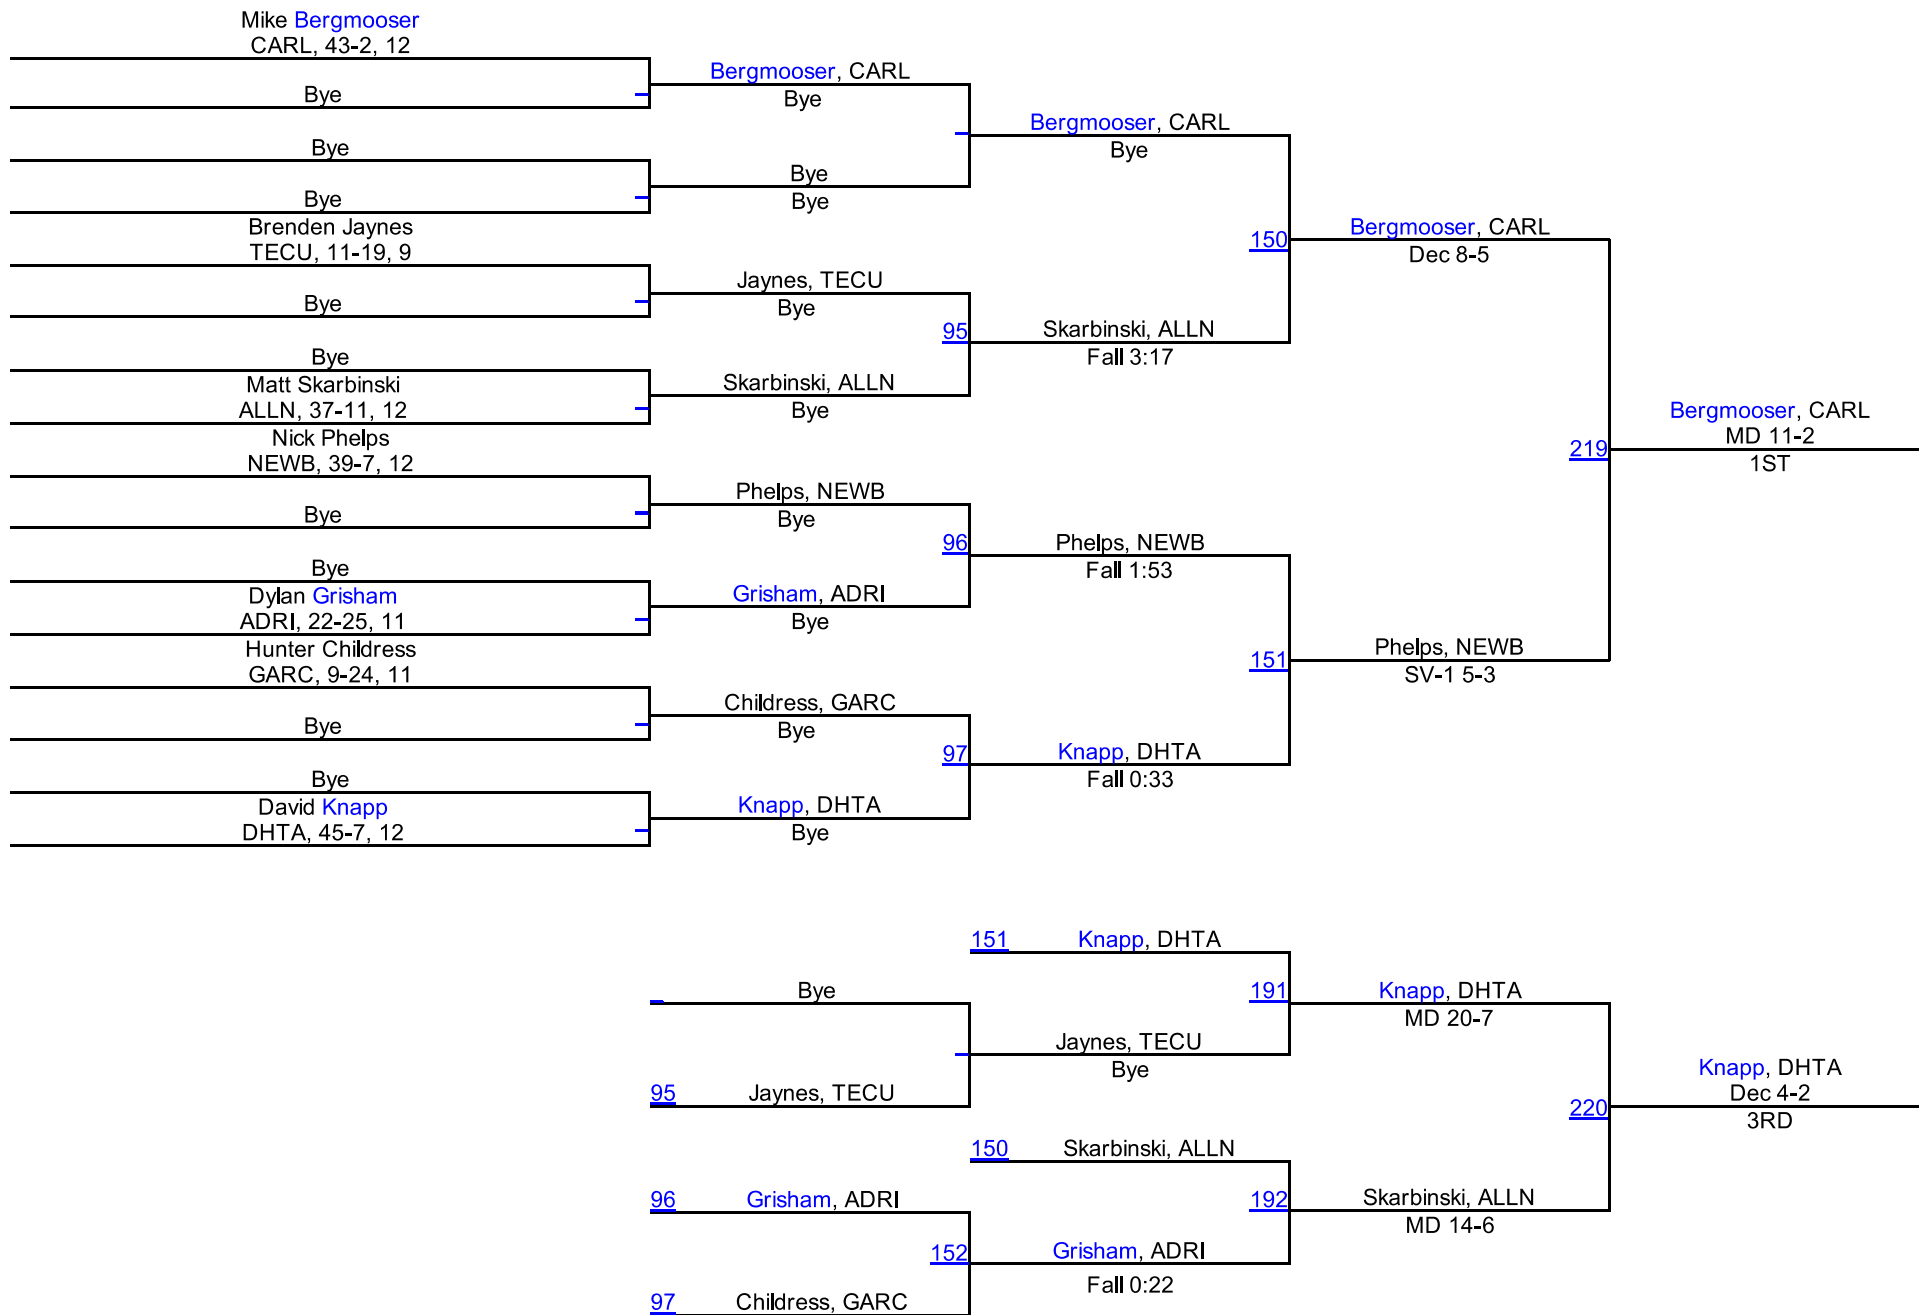 Mike Bergmooser
CARL, 43-2, 12
Bye
Bergmooser, CARL
Bye
Bye
Bye
Bye
Bye
Bergmooser, CARL
Bye
Brenden Jaynes
TECU, 11-19, 9
Bye
Jaynes, TECU
Bye
Bye
Matt Skarbinski
ALLN, 37-11, 12
Skarbinski, ALLN
Bye
95
Skarbinski, ALLN
Fall 3:17
150
Bergmooser, CARL
Dec 8-5
Nick Phelps
NEWB, 39-7, 12
Bye
Phelps, NEWB
Bye
Bye
Dylan Grisham
ADRI, 22-25, 11
Grisham, ADRI
Bye
96
Phelps, NEWB
Fall 1:53
Hunter Childress
GARC, 9-24, 11
Bye
Childress, GARC
Bye
Bye
David Knapp
DHTA, 45-7, 12
Knapp, DHTA
Bye
97
Knapp, DHTA
Fall 0:33
151
Phelps, NEWB
SV-1 5-3
219
Bergmooser, CARL
MD 11-2
1ST
151 Knapp, DHTA
Bye
95 Jaynes, TECU
Jaynes, TECU
Bye
191
Knapp, DHTA
MD 20-7
150 Skarbinski, ALLN
96 Grisham, ADRI
97 Childress, GARC
152
Grisham, ADRI
Fall 0:22
192
Skarbinski, ALLN
MD 14-6
220
Knapp, DHTA
Dec 4-2
3RD